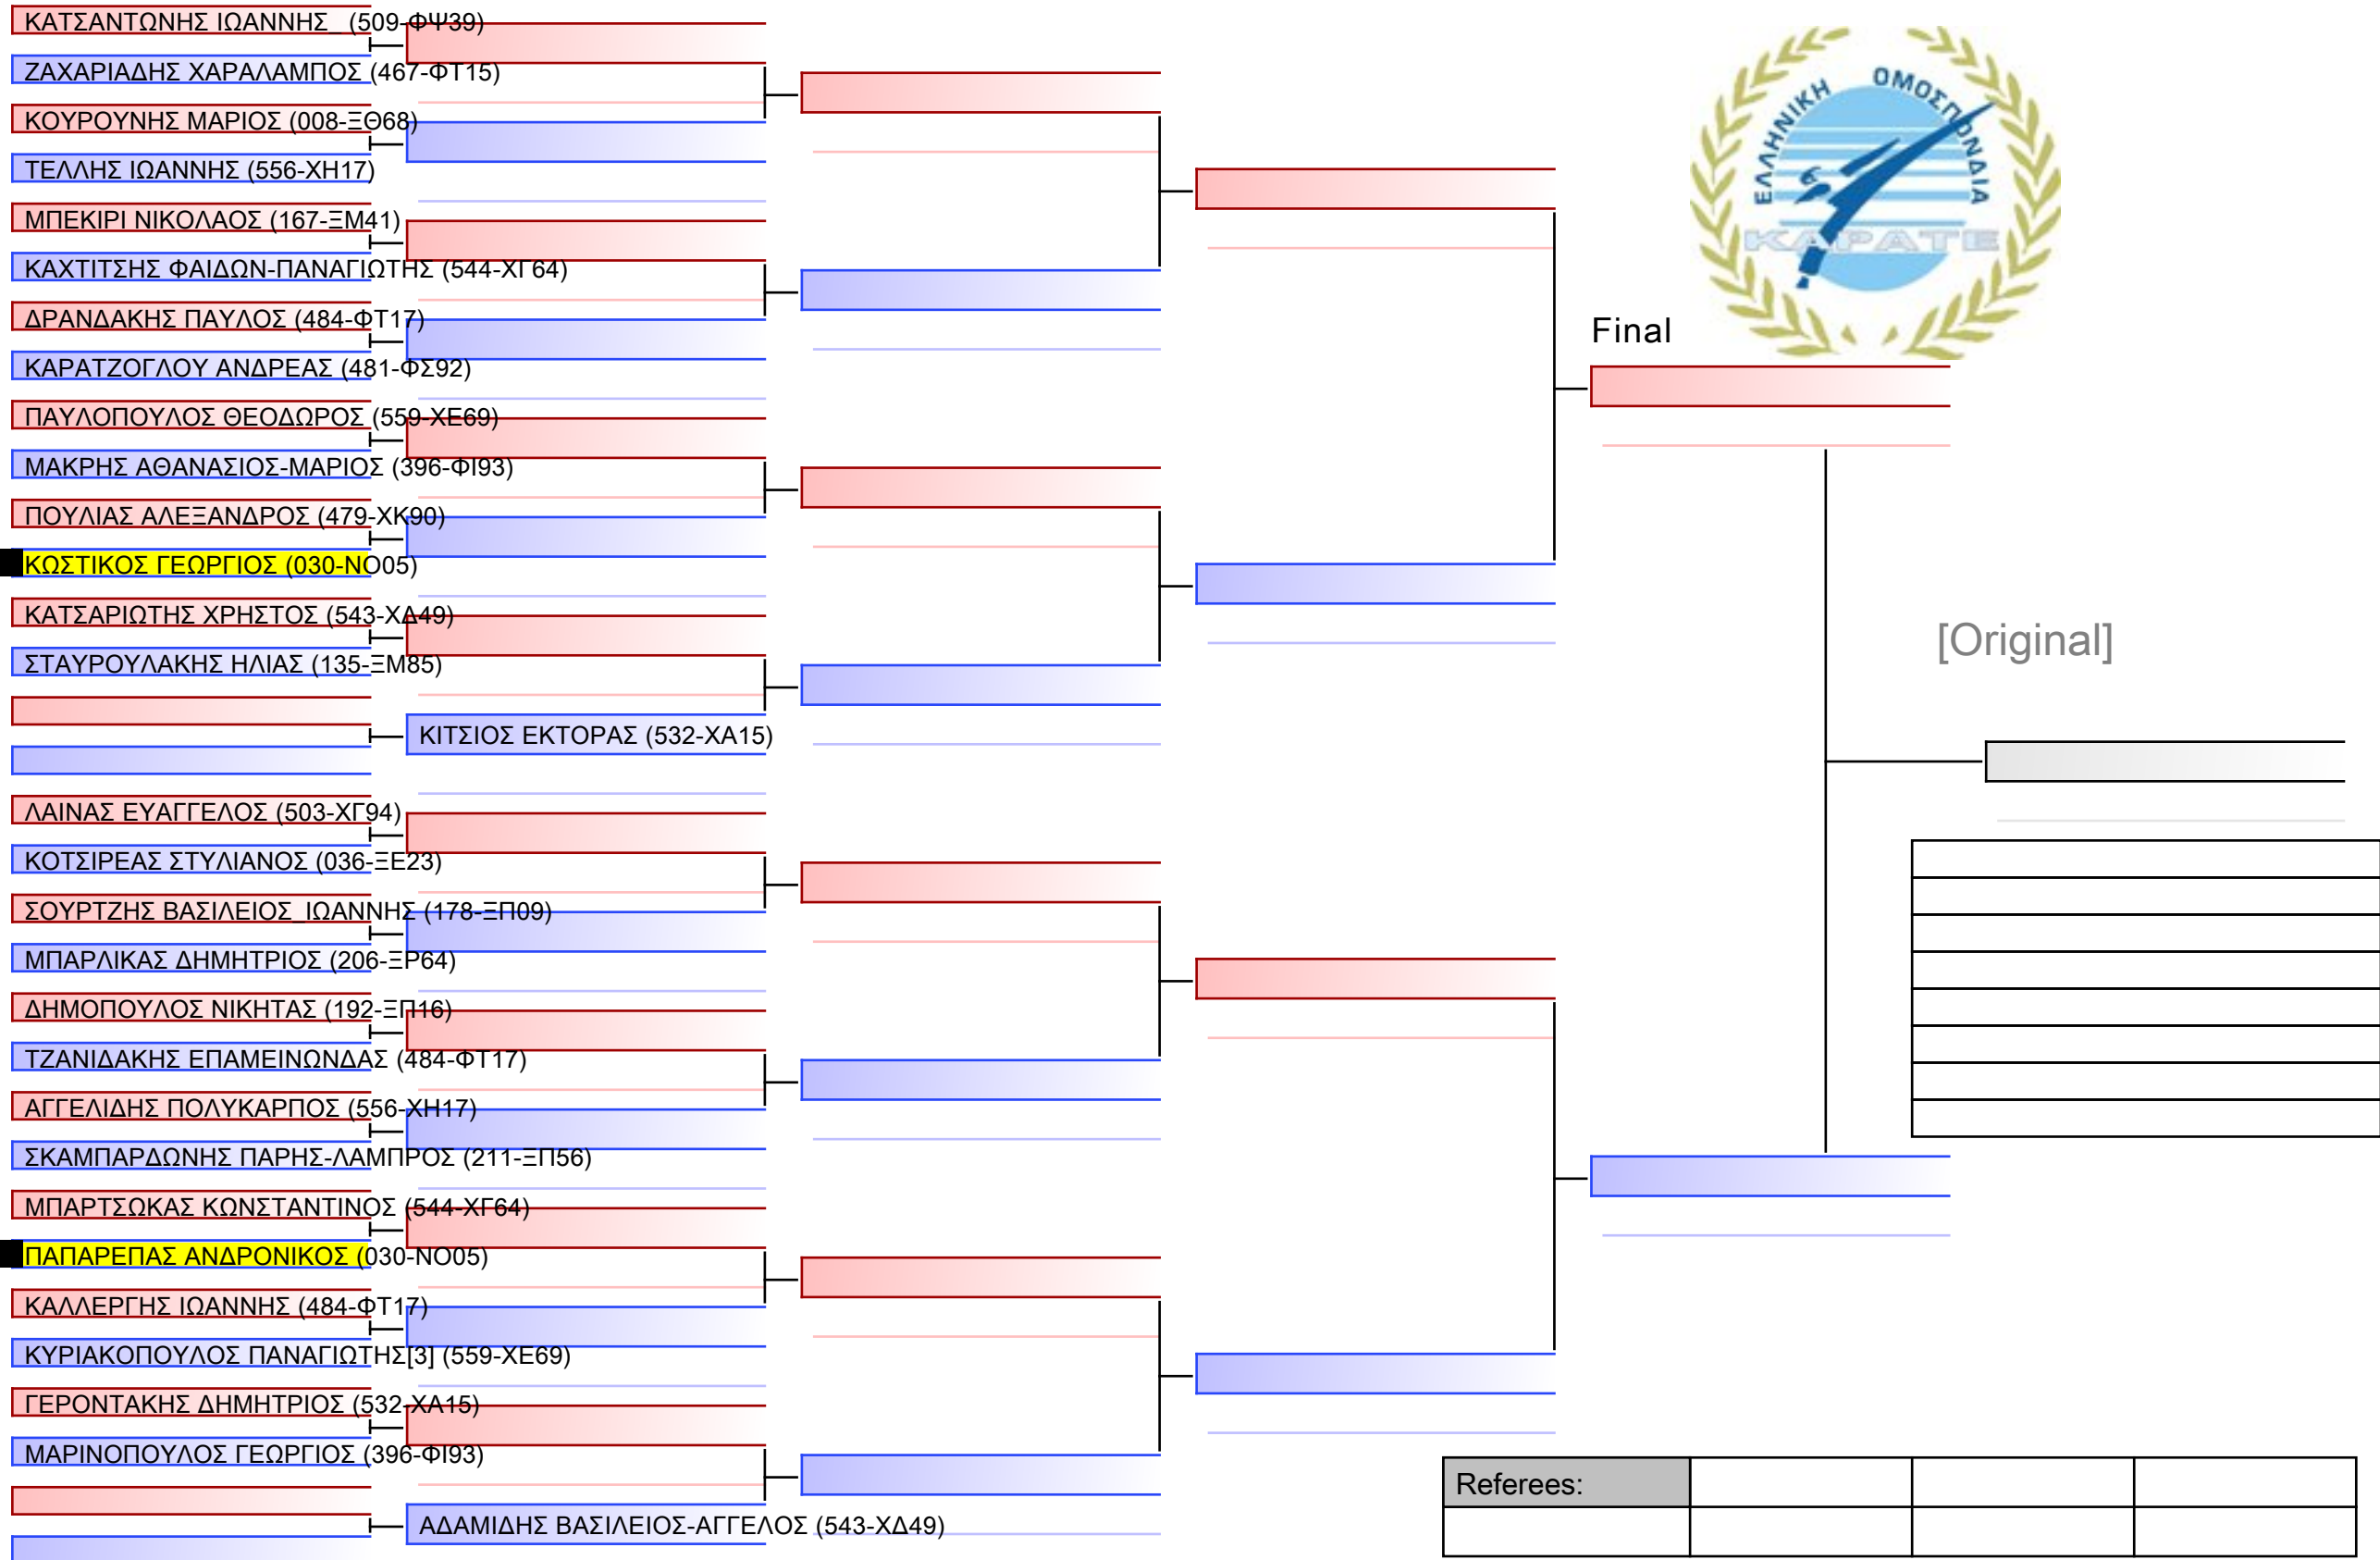 ΚΑΤΣΑΝΤΩΝΗΣ ΙΩΑΝΝΗΣ_ (509-ΦΨ39)
ΖΑΧΑΡΙΑΔΗΣ ΧΑΡΑΛΑΜΠΟΣ (467-ΦΤ15)
ΚΟΥΡΟΥΝΗΣ ΜΑΡΙΟΣ (008-ΞΘ68)
ΤΕΛΛΗΣ ΙΩΑΝΝΗΣ (556-ΧΗ17)
ΜΠΕΚΙΡΙ ΝΙΚΟΛΑΟΣ (167-ΞΜ41)
ΚΑΧΤΙΤΣΗΣ ΦΑΙΔΩΝ-ΠΑΝΑΓΙΩΤΗΣ (544-ΧΓ64)
ΔΡΑΝΔΑΚΗΣ ΠΑΥΛΟΣ (484-ΦΤ17)
ΚΑΡΑΤΖΟΓΛΟΥ ΑΝΔΡΕΑΣ (481-ΦΣ92)
ΠΑΥΛΟΠΟΥΛΟΣ ΘΕΟΔΩΡΟΣ (559-ΧΕ69)
ΜΑΚΡΗΣ ΑΘΑΝΑΣΙΟΣ-ΜΑΡΙΟΣ (396-ΦΙ93)
ΠΟΥΛΙΑΣ ΑΛΕΞΑΝΔΡΟΣ (479-ΧΚ90)
ΚΩΣΤΙΚΟΣ ΓΕΩΡΓΙΟΣ (030-ΝΟ05)
ΚΑΤΣΑΡΙΩΤΗΣ ΧΡΗΣΤΟΣ (543-ΧΔ49)
ΣΤΑΥΡΟΥΛΑΚΗΣ ΗΛΙΑΣ (135-ΞΜ85)
ΚΙΤΣΙΟΣ ΕΚΤΟΡΑΣ (532-ΧΑ15)
ΛΑΙΝΑΣ ΕΥΑΓΓΕΛΟΣ (503-ΧΓ94)
ΚΟΤΣΙΡΕΑΣ ΣΤΥΛΙΑΝΟΣ (036-ΞΕ23)
ΣΟΥΡΤΖΗΣ ΒΑΣΙΛΕΙΟΣ_ΙΩΑΝΝΗΣ (178-ΞΠ09)
ΜΠΑΡΛΙΚΑΣ ΔΗΜΗΤΡΙΟΣ (206-ΞΡ64)
ΔΗΜΟΠΟΥΛΟΣ ΝΙΚΗΤΑΣ (192-ΞΠ16)
ΤΖΑΝΙΔΑΚΗΣ ΕΠΑΜΕΙΝΩΝΔΑΣ (484-ΦΤ17)
ΑΓΓΕΛΙΔΗΣ ΠΟΛΥΚΑΡΠΟΣ (556-ΧΗ17)
ΣΚΑΜΠΑΡΔΩΝΗΣ ΠΑΡΗΣ-ΛΑΜΠΡΟΣ (211-ΞΠ56)
ΜΠΑΡΤΣΩΚΑΣ ΚΩΝΣΤΑΝΤΙΝΟΣ (544-ΧΓ64)
ΠΑΠΑΡΕΠΑΣ ΑΝΔΡΟΝΙΚΟΣ (030-ΝΟ05)
ΚΑΛΛΕΡΓΗΣ ΙΩΑΝΝΗΣ (484-ΦΤ17)
ΚΥΡΙΑΚΟΠΟΥΛΟΣ ΠΑΝΑΓΙΩΤΗΣ[3] (559-ΧΕ69)
ΓΕΡΟΝΤΑΚΗΣ ΔΗΜΗΤΡΙΟΣ (532-ΧΑ15)
ΜΑΡΙΝΟΠΟΥΛΟΣ ΓΕΩΡΓΙΟΣ (396-ΦΙ93)
ΑΔΑΜΙΔΗΣ ΒΑΣΙΛΕΙΟΣ-ΑΓΓΕΛΟΣ (543-ΧΔ49)
ΕΛΛΗΝΙΚΗ ΟΜΟΣΠΟΝΔΙΑ
ΚΑΡΑΤΕ
Final
[Original]
Referees: